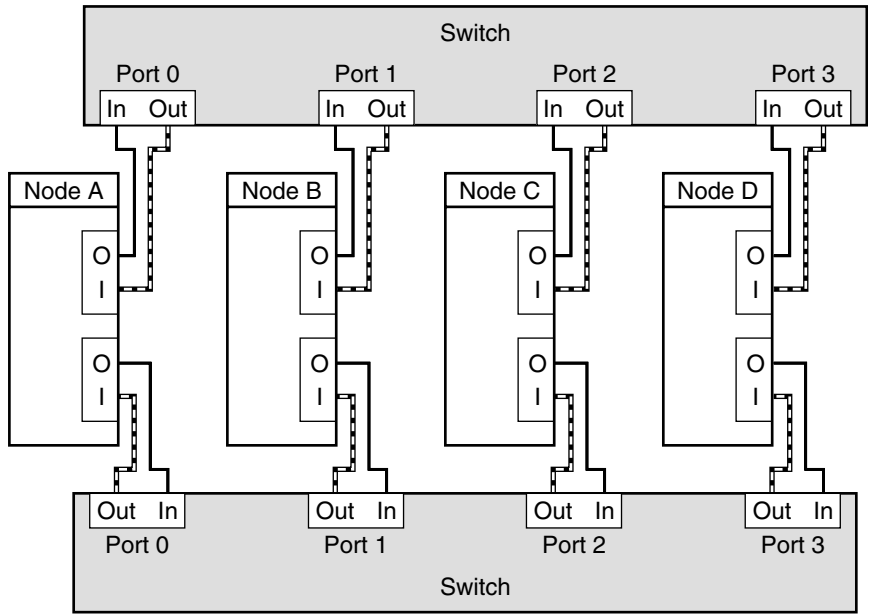 Switch
Port 0 Port 1 Port 2 Port 3
In Out In Out In Out In Out
Node A Node B Node C Node D
O O O O
I I I I
O O O O
I I I I
Out In Out In Out In Out In
Port 0 Port 1 Port 2 Port 3
Switch